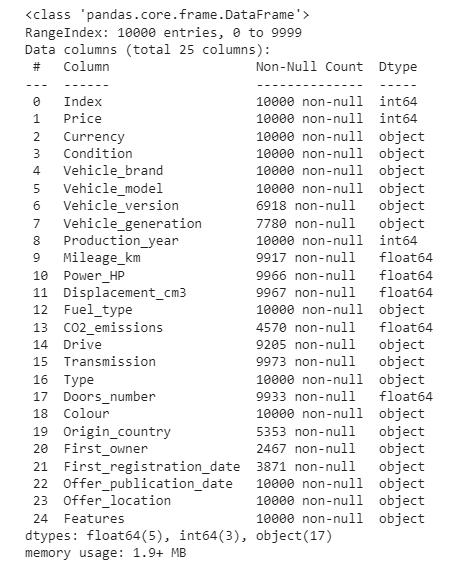 <class 'pandas.core.frame.DataFrame'>
RangeIndex: 10000 entries, 0 to 9999
Data columns (total 25 columns):
 #   Column                   Non-Null Count  Dtype
---  ------                   --------------  -----
 0   Index                    10000 non-null  int64
 1   Price                    10000 non-null  int64
 2   Currency                 10000 non-null  object
 3   Condition                10000 non-null  object
 4   Vehicle_brand            10000 non-null  object
 5   Vehicle_model            10000 non-null  object
 6   Vehicle_version          6918 non-null   object
 7   Vehicle_generation       7780 non-null   object
 8   Production_year          10000 non-null  int64
 9   Mileage_km               9917 non-null   float64
 10  Power_HP                 9966 non-null   float64
 11  Displacement_cm3         9967 non-null   float64
 12  Fuel_type                10000 non-null  object
 13  CO2_emissions            4570 non-null   float64
 14  Drive                    9205 non-null   object
 15  Transmission             9973 non-null   object
 16  Type                     10000 non-null  object
 17  Doors_number             9933 non-null   float64
 18  Colour                   10000 non-null  object
 19  Origin_country           5353 non-null   object
 20  First_owner              2467 non-null   object
 21  First_registration_date  3871 non-null   object
 22  Offer_publication_date   10000 non-null  object
 23  Offer_location           10000 non-null  object
 24  Features                 10000 non-null  object
dtypes: float64(5), int64(3), object(17)
memory usage: 1.9+ MB